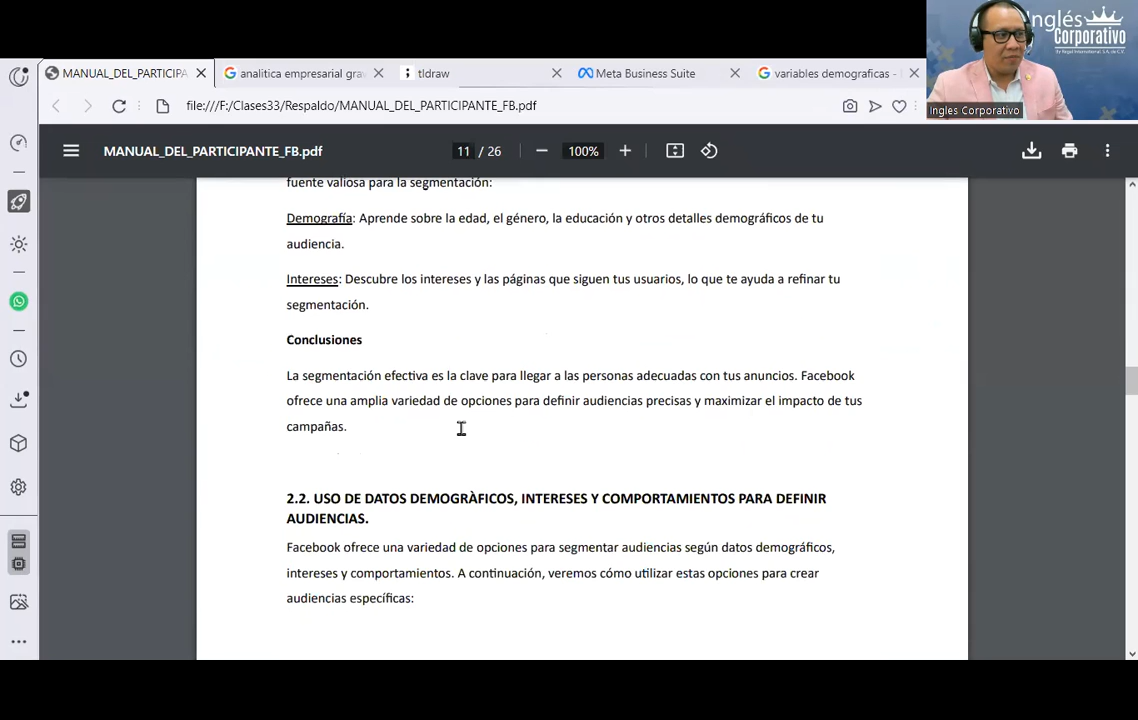 Inglés
Corporativo
By Regal International, S.A. de C.V.
Ingles Corporativo
MANUAL_DEL_PARTICIPA
analitica empresarial gra
tldraw
Meta Business Suite
variables demograficas -
file:///F:/Clases33/Respaldo/MANUAL_DEL_PARTICIPANTE_FB.pdf
MANUAL_DEL_PARTICIPANTE_FB.pdf
11 / 26
100%
fuente valiosa para la segmentación:
Demografía: Aprende sobre la edad, el género, la educación y otros detalles demográficos de tu
audiencia.
Intereses: Descubre los intereses y las páginas que siguen tus usuarios, lo que te ayuda a refinar tu
segmentación.
Conclusiones
La segmentación efectiva es la clave para llegar a las personas adecuadas con tus anuncios. Facebook
ofrece una amplia variedad de opciones para definir audiencias precisas y maximizar el impacto de tus
campañas.
2.2. USO DE DATOS DEMOGRÀFICOS, INTERESES Y COMPORTAMIENTOS PARA DEFINIR
AUDIENCIAS.
Facebook ofrece una variedad de opciones para segmentar audiencias según datos demográficos,
intereses y comportamientos. A continuación, veremos cómo utilizar estas opciones para crear
audiencias específicas: